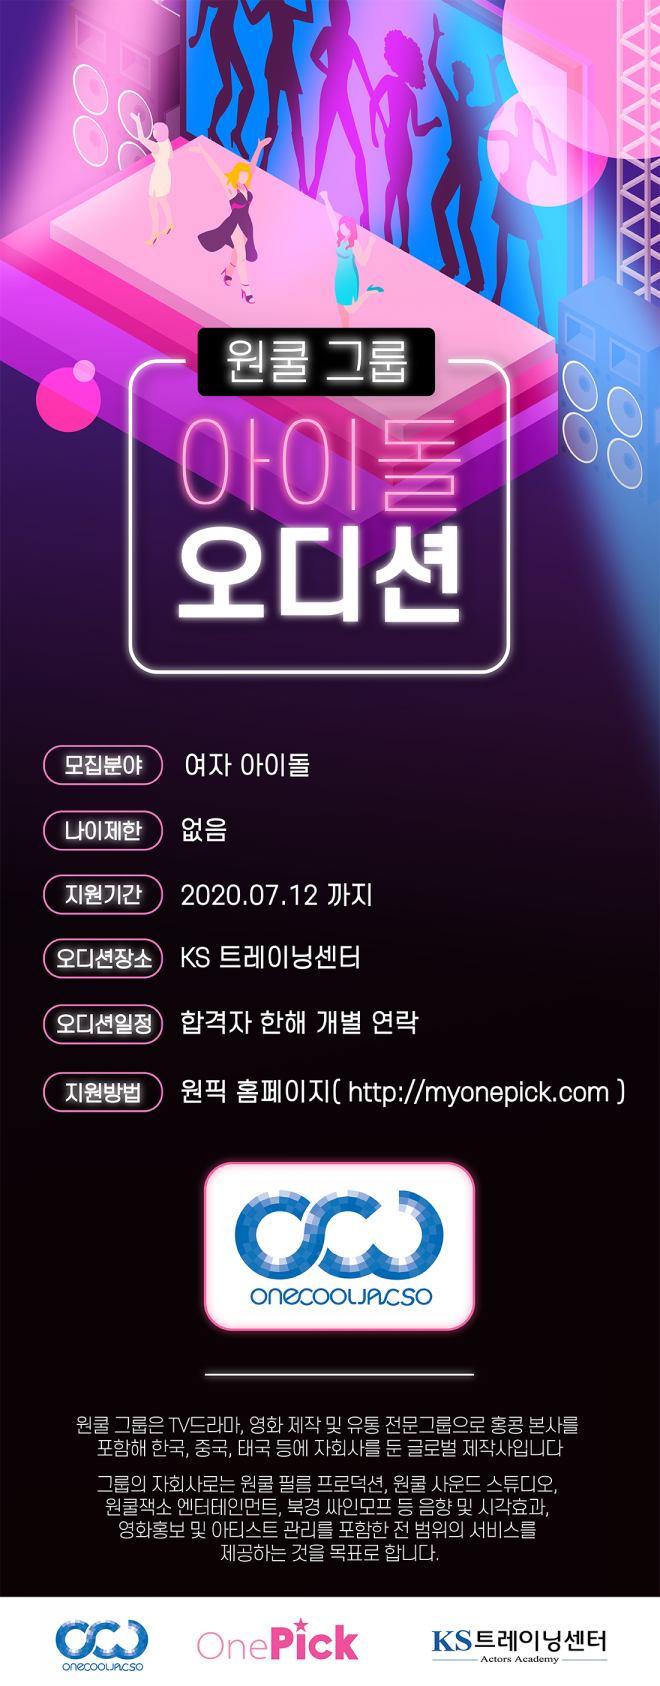 원쿨 그룹
아이돌
오디션
모집분야 여자 아이돌
나이제한 없음
지원기간 2020.07.12 까지
오디션장소 KS 트레이닝센터
오디션일정 합격자 한해 개별 연락
지원방법 원픽 홈페이지( http://myonepick.com )
ONECOOLJACSO
원쿨 그룹은 TV드라마, 영화 제작 및 유통 전문그룹으로 홍콩 본사를
포함해 한국, 중국, 태국 등에 자회사를 둔 글로벌 제작사입니다
그룹의 자회사로는 원쿨 필름 프로덕션, 원쿨 사운드 스튜디오,
원쿨잭소 엔터테인먼트, 북경 싸인모프 등 음향 및 시각효과,
영화홍보 및 아티스트 관리를 포함한 전 범위의 서비스를
제공하는 것을 목표로 합니다.
ONECOOLJACSO
OnePick
KS트레이닝센터
Actors Academy